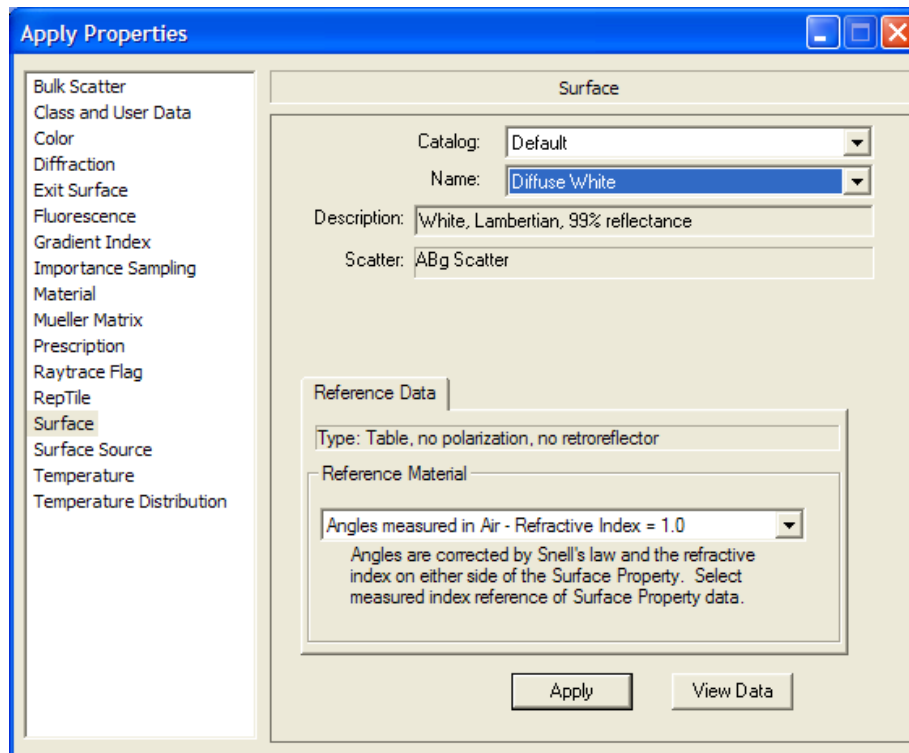 Apply Properties
Bulk Scatter
Class and User Data
Color
Diffraction
Exit Surface
Fluorescence
Gradient Index
Importance Sampling
Material
Mueller Matrix
Prescription
Raytrace Flag
RepTile
Surface
Surface Source
Temperature
Temperature Distribution
Surface
Catalog: Default
Name: Diffuse White
Description: White, Lambertian, 99% reflectance
Scatter: ABg Scatter
Reference Data
Type: Table, no polarization, no retroreflector
Reference Material
Angles measured in Air - Refractive Index = 1.0
Angles are corrected by Snell's law and the refractive
index on either side of the Surface Property. Select
measured index reference of Surface Property data.
Apply View Data